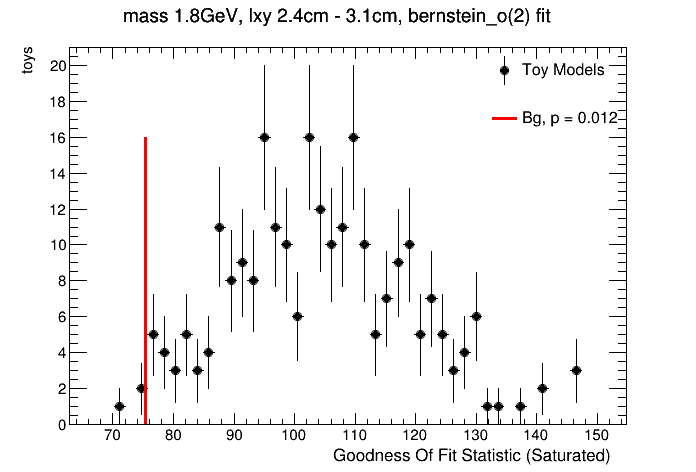 mass 1.8GeV, lxy 2.4cm - 3.1cm, bernstein_o(2) fit
toys
20
18
16
14
12
10
8
6
4
2
0
Toy Models
Bg, p = 0.012
70 80 90 100 110 120 130 140 150
Goodness Of Fit Statistic (Saturated)